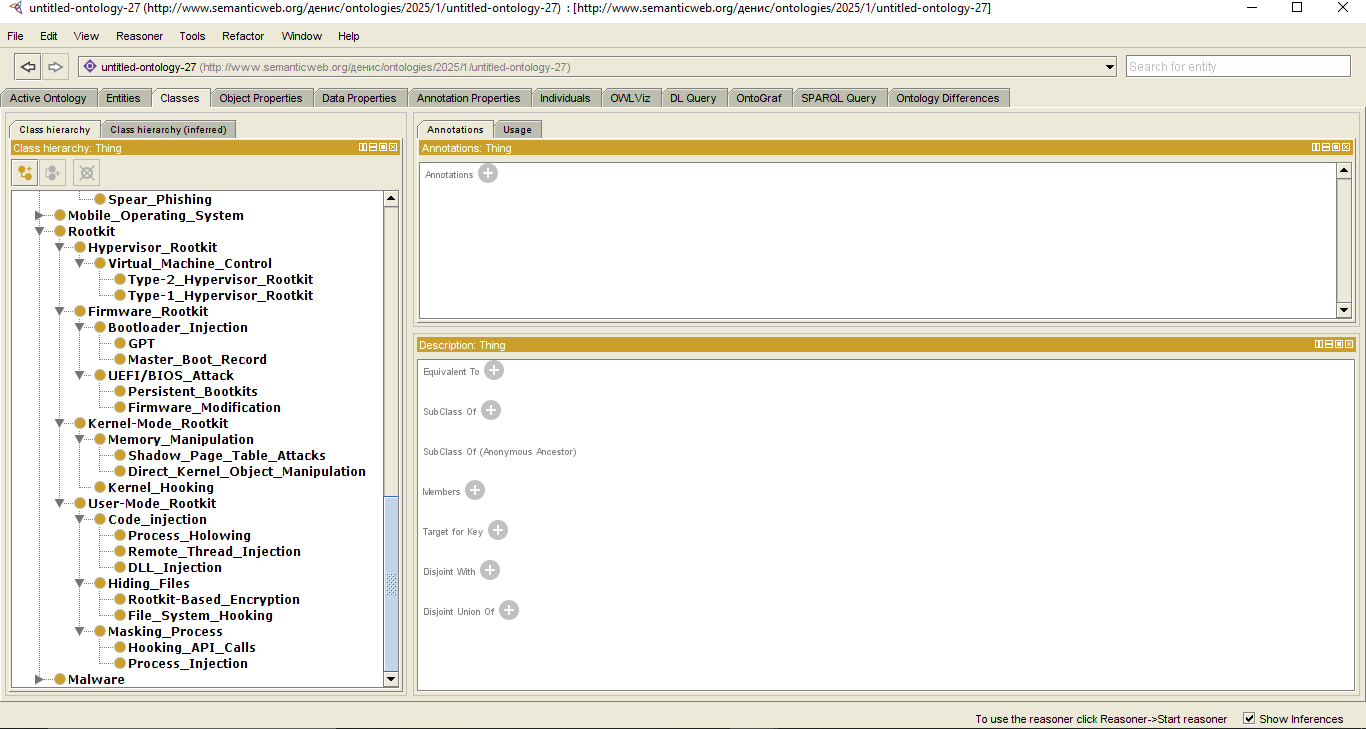 untitled-ontology-27 (http://www.semanticweb.org/денис/ontologies/2025/1/untitled-ontology-27) : [http://www.semanticweb.org/денис/ontologies/2025/1/untitled-ontology-27]
File Edit View Reasoner Tools Refactor Window Help
untitled-ontology-27 (http://www.semanticweb.org/денис/ontologies/2025/1/untitled-ontology-27)
Search for entity
Active Ontology Entities Classes Object Properties Data Properties Annotation Properties Individuals OWLViz DL Query OntoGraf SPARQL Query Ontology Differences
Class hierarchy Class hierarchy (inferred)
Class hierarchy: Thing
Spear_Phishing
Mobile_Operating_System
Rootkit
Hypervisor_Rootkit
Virtual_Machine_Control
Type-2_Hypervisor_Rootkit
Type-1_Hypervisor_Rootkit
Firmware_Rootkit
Bootloader_Injection
GPT
Master_Boot_Record
UEFI/BIOS_Attack
Persistent_Bootkits
Firmware_Modification
Kernel-Mode_Rootkit
Memory_Manipulation
Shadow_Page_Table_Attacks
Direct_Kernel_Object_Manipulation
Kernel_Hooking
User-Mode_Rootkit
Code_injection
Process_Holowing
Remote_Thread_Injection
DLL_Injection
Hiding_Files
Rootkit-Based_Encryption
File_System_Hooking
Masking_Process
Hooking_API_Calls
Process_Injection
Malware
Annotations Usage
Annotations: Thing
Annotations
Description: Thing
Equivalent To
SubClass Of
SubClass Of (Anonymous Ancestor)
Members
Target for Key
Disjoint With
Disjoint Union Of
To use the reasoner click Reasoner->Start reasoner Show Inferences